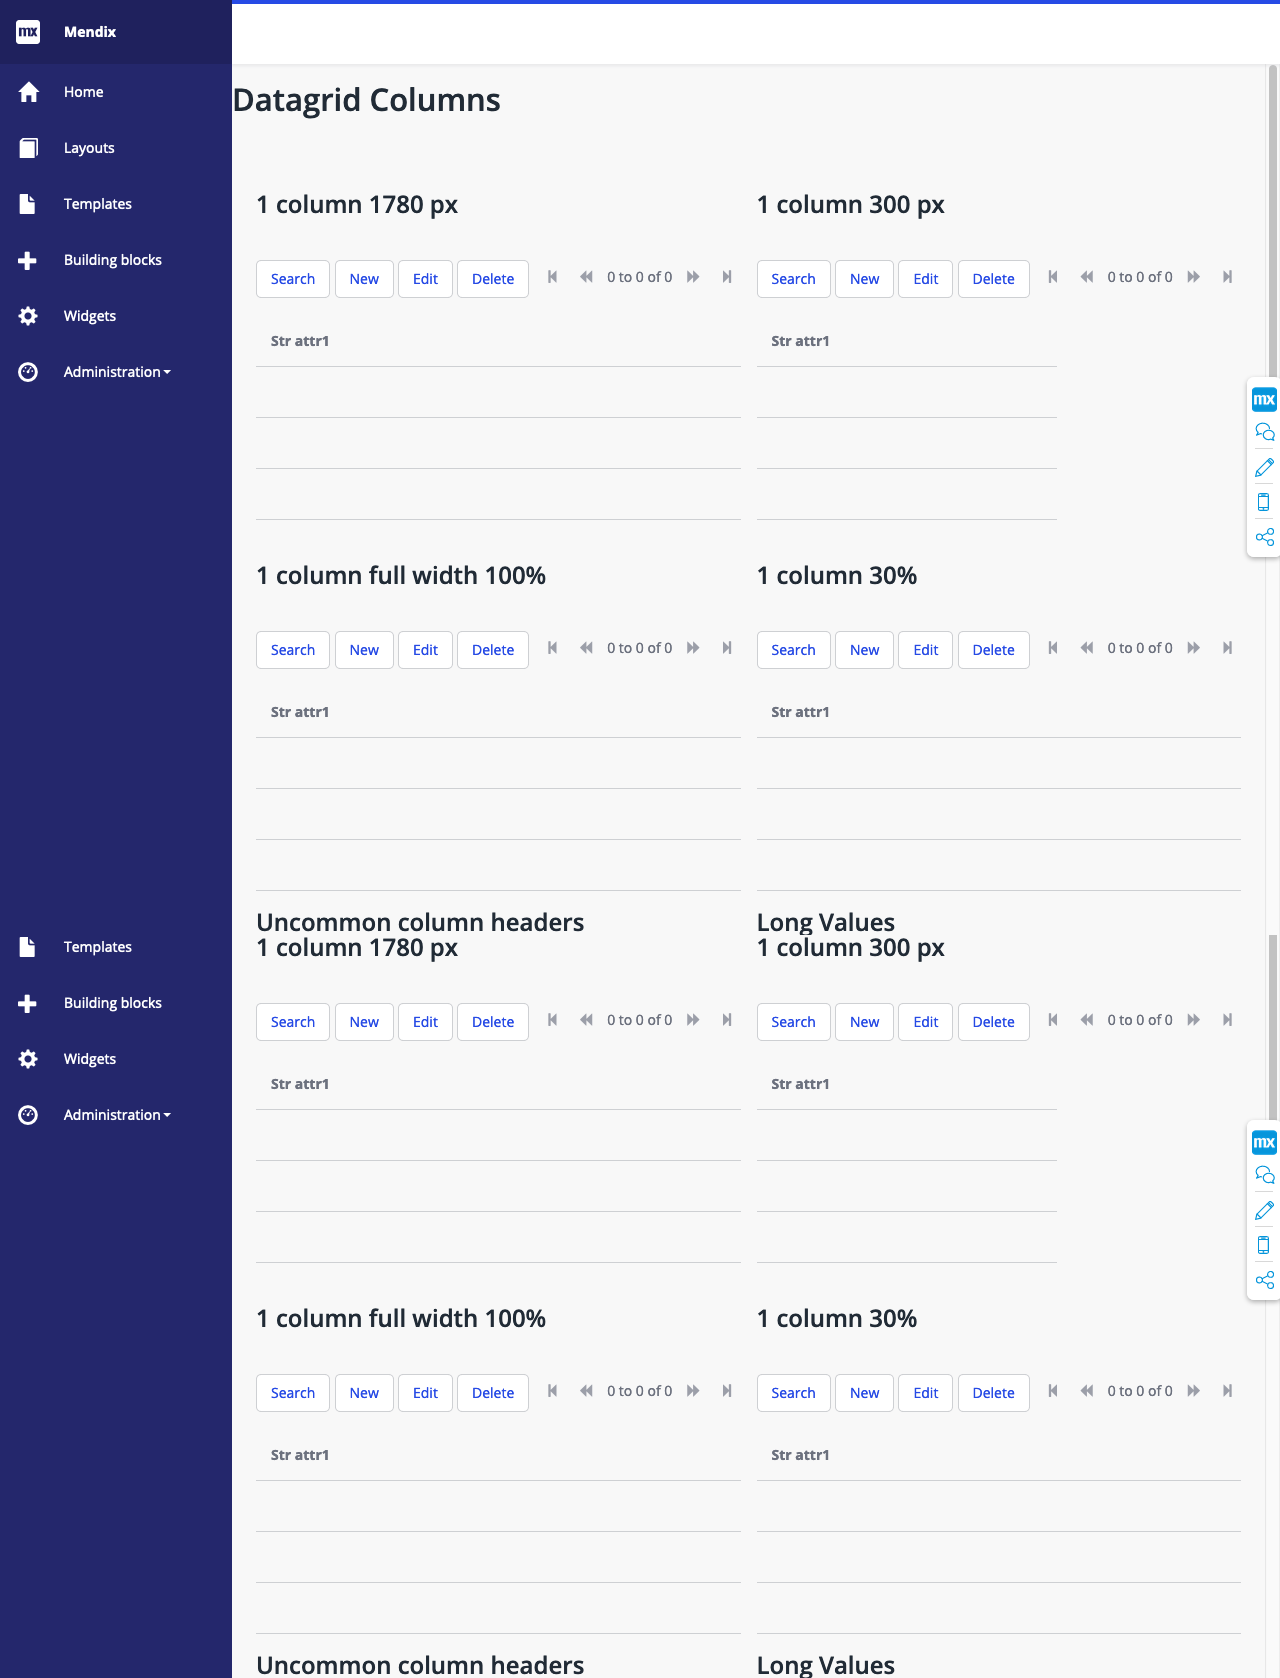 mx Mendix
Home
Layouts
Templates
Building blocks
Widgets
Administration
Datagrid Columns
1 column 1780 px
Search New Edit Delete 0 to 0 of 0
Str attr1
1 column 300 px
Search New Edit Delete 0 to 0 of 0
Str attr1
1 column full width 100%
Search New Edit Delete 0 to 0 of 0
Str attr1
1 column 30%
Search New Edit Delete 0 to 0 of 0
Str attr1
mx
Uncommon column headers
Long Values
Templates
Building blocks
Widgets
Administration
1 column 1780 px
Search New Edit Delete 0 to 0 of 0
Str attr1
1 column 300 px
Search New Edit Delete 0 to 0 of 0
Str attr1
1 column full width 100%
Search New Edit Delete 0 to 0 of 0
Str attr1
1 column 30%
Search New Edit Delete 0 to 0 of 0
Str attr1
mx
Uncommon column headers
Long Values